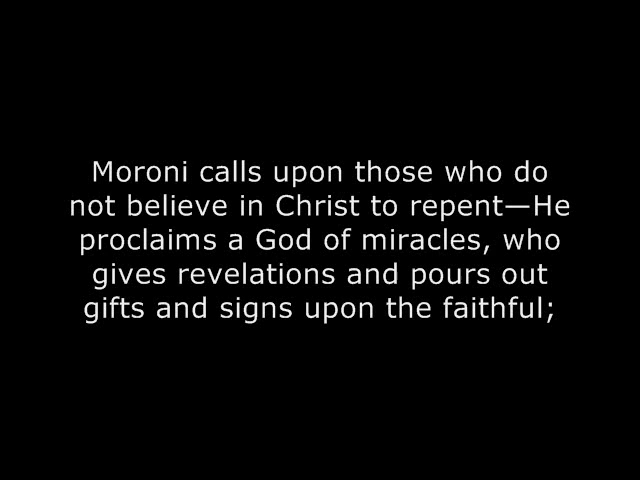 Moroni calls upon those who do
not believe in Christ to repent—He
proclaims a God of miracles, who
gives revelations and pours out
gifts and signs upon the faithful;